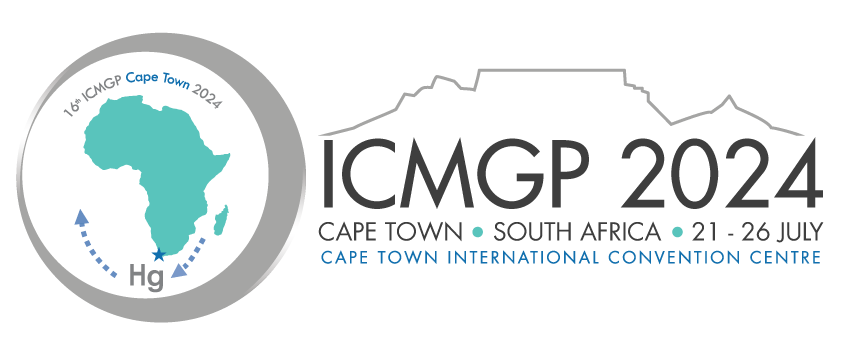 16th ICMGP Cape Town 2024
Hg
ICMGP 2024
CAPE TOWN • SOUTH AFRICA • 21 - 26 JULY
CAPE TOWN INTERNATIONAL CONVENTION CENTRE